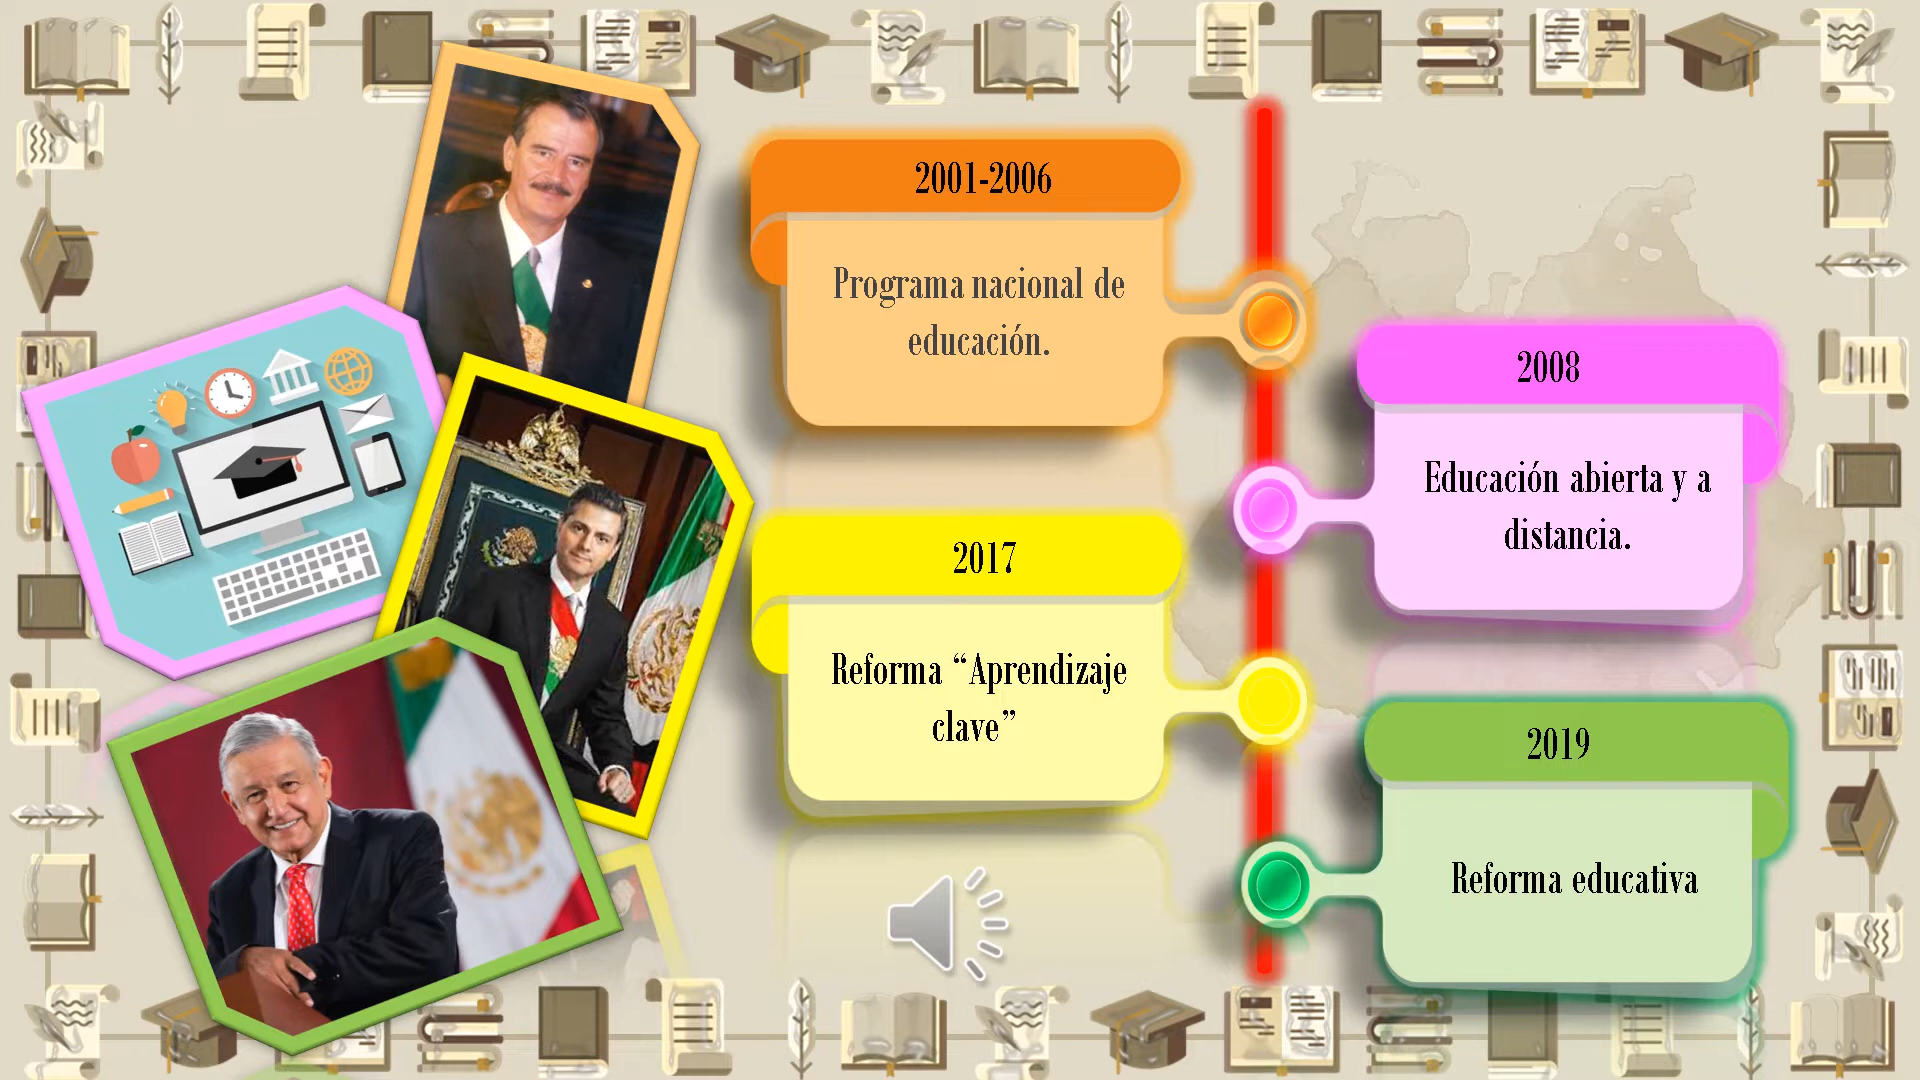 2001-2006
Programa nacional de
educación.
2008
Educación abierta y a
distancia.
2017
Reforma “Aprendizaje
clave”
2019
Reforma educativa